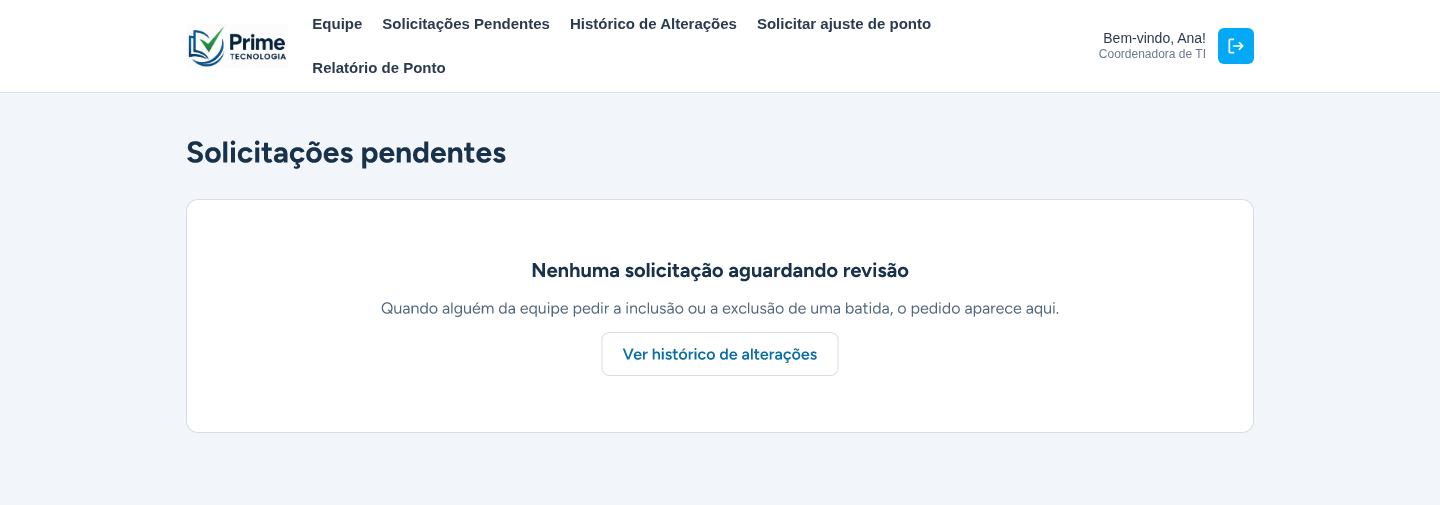 Prime
TECNOLOGIA
Equipe Solicitações Pendentes Histórico de Alterações Solicitar ajuste de ponto
Relatório de Ponto
Bem-vindo, Ana!
Coordenadora de TI
Solicitações pendentes
Nenhuma solicitação aguardando revisão
Quando alguém da equipe pedir a inclusão ou a exclusão de uma batida, o pedido aparece aqui.
Ver histórico de alterações